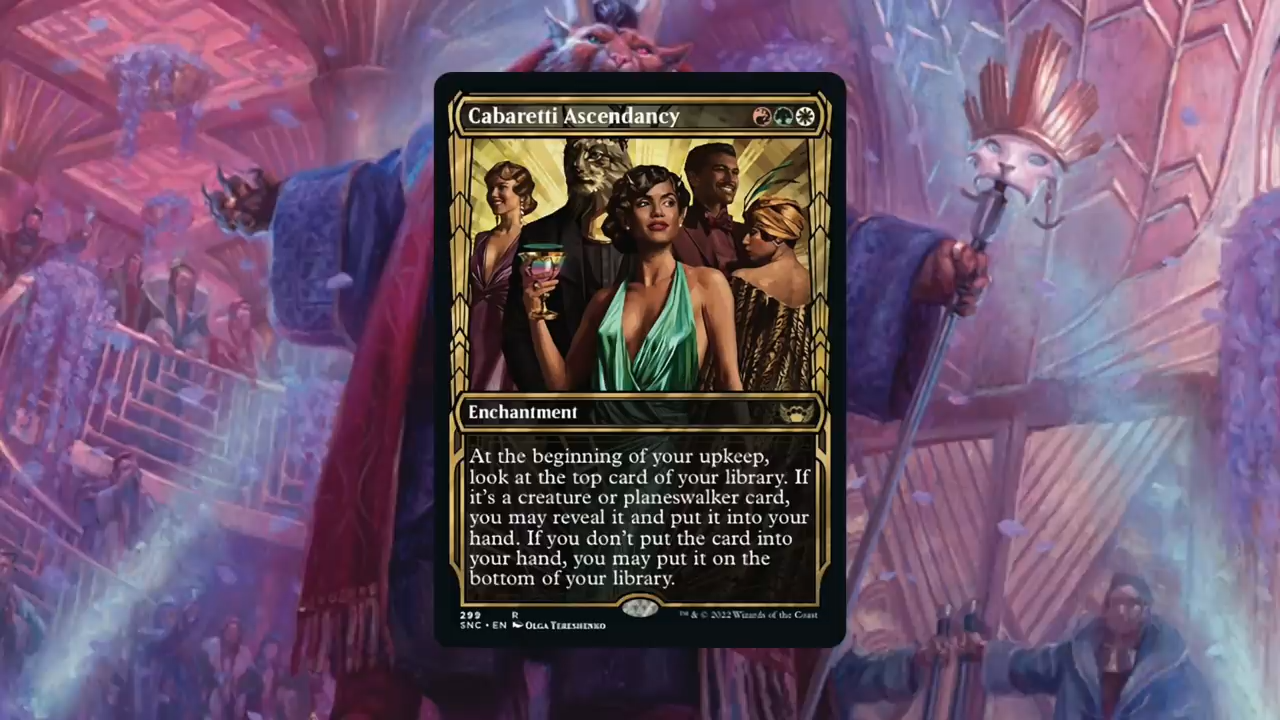 Cabaretti Ascendancy
Enchantment
At the beginning of your upkeep,
look at the top card of your library. If
it's a creature or planeswalker card,
you may reveal it and put it into your
hand. If you don't put the card into
your hand, you may put it on the
bottom of your library.
299 R
SNC • EN OLGA TERESHENKO
™ & © 2022 Wizards of the Coast